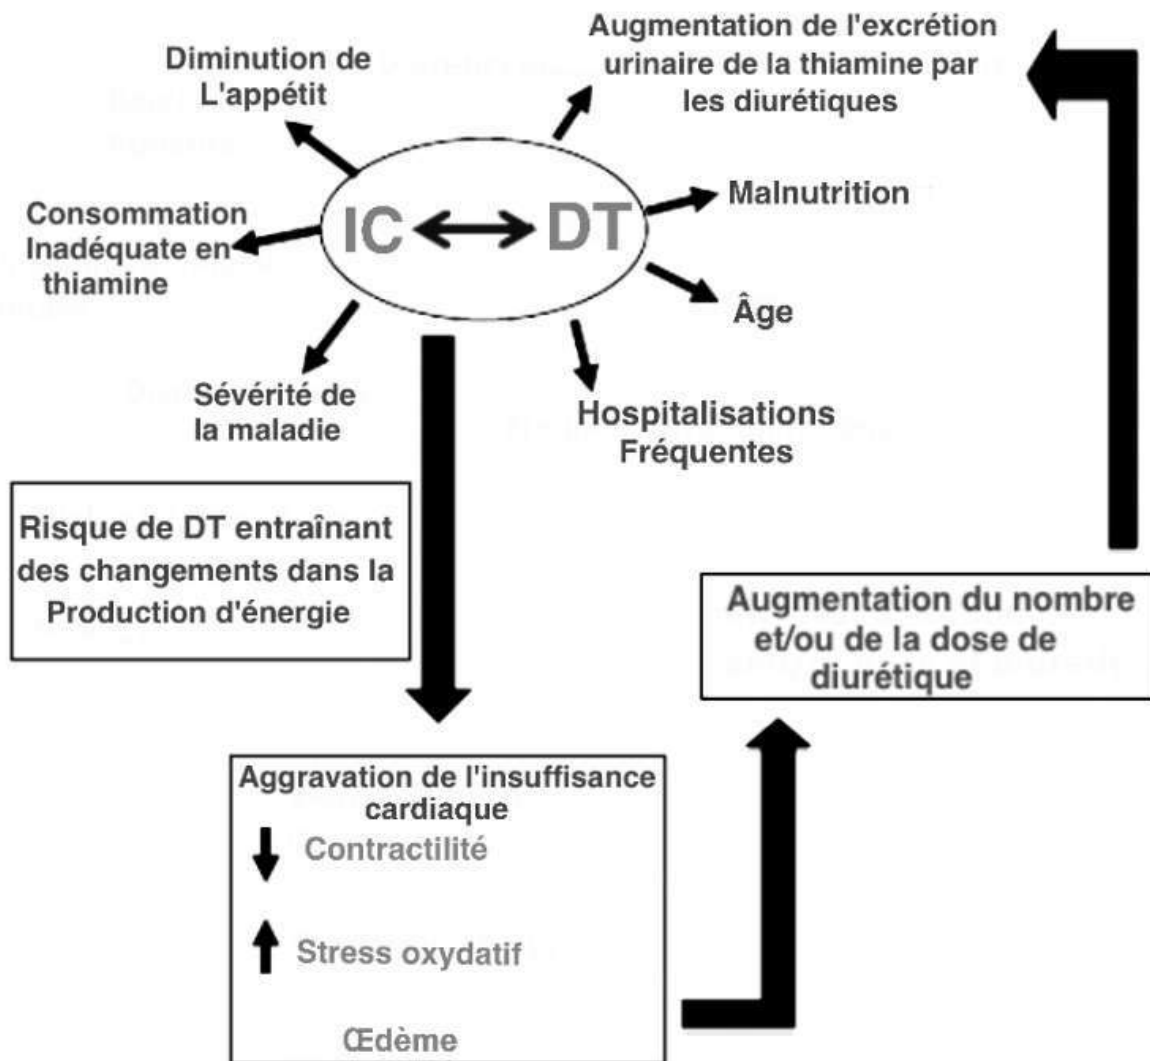 Diminution de
L'appétit
Augmentation de l'excrétion
urinaire de la thiamine par
les diurétiques
Consommation
Inadéquate en
thiamine
IC
DT
Malnutrition
Âge
Sévérité de
la maladie
Hospitalisations
Fréquentes
Risque de DT entraînant
des changements dans la
Production d'énergie
Augmentation du nombre
et/ou de la dose de
diurétique
Aggravation de l'insuffisance
cardiaque
Contractilité
Stress oxydatif
Œdème